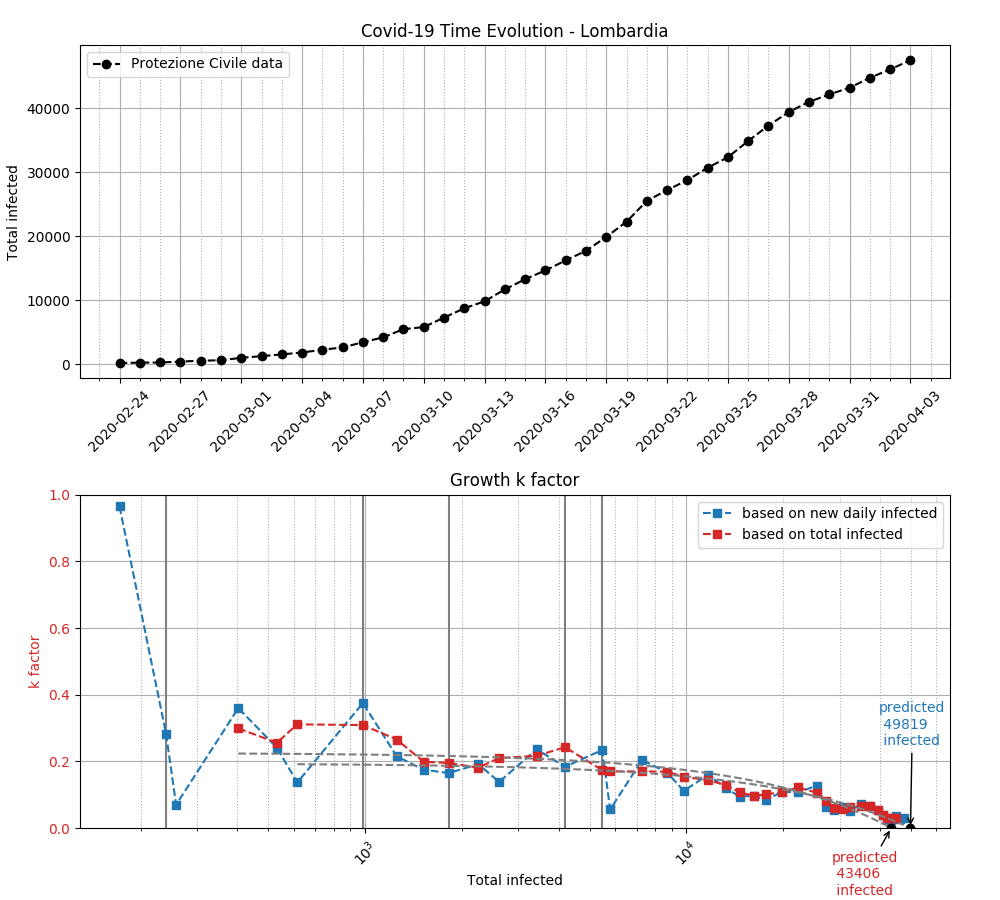 Covid-19 Time Evolution - Lombardia
Protezione Civile data
Total infected
40000
30000
20000
10000
0
2020-02-24
2020-02-27
2020-03-01
2020-03-04
2020-03-07
2020-03-10
2020-03-13
2020-03-16
2020-03-19
2020-03-22
2020-03-25
2020-03-28
2020-03-31
2020-04-03
Growth k factor
based on new daily infected
based on total infected
k factor
1.0
0.8
0.6
0.4
0.2
0.0
predicted
49819
infected
10³
10⁴
Total infected
predicted
43406
infected